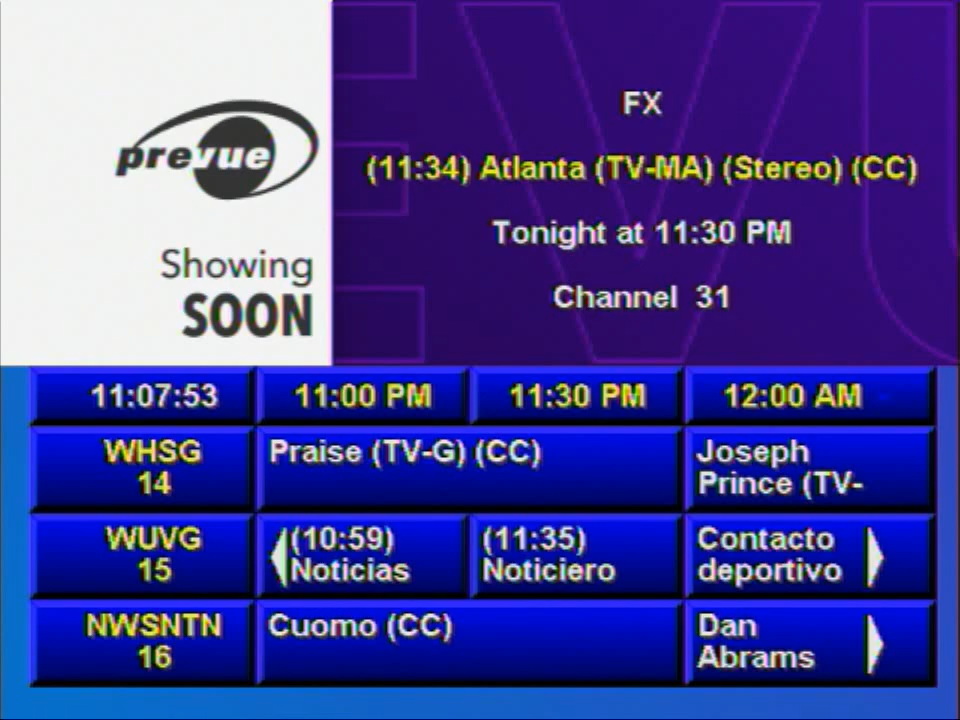 prevue
Showing
SOON
FX
(11:34) Atlanta (TV-MA) (Stereo) (CC)
Tonight at 11:30 PM
Channel 31
11:07:53 11:00 PM 11:30 PM 12:00 AM
WHSG
14
Praise (TV-G) (CC)
Joseph
Prince (TV-
WUVG
15
(10:59)
Noticias
(11:35)
Noticiero
Contacto
deportivo
NWSNTN
16
Cuomo (CC)
Dan
Abrams